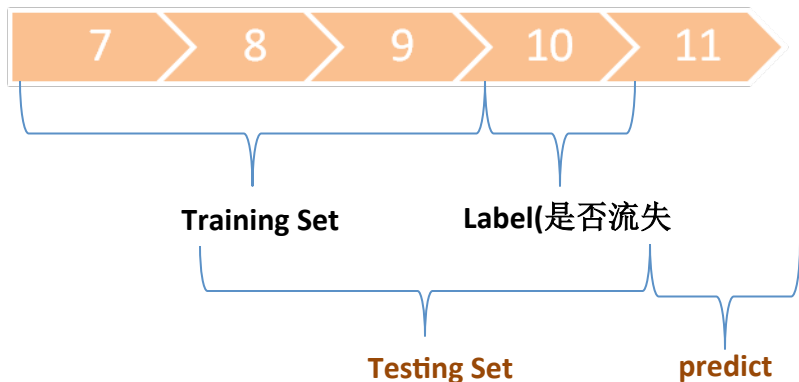 7 8 9 10 11
Training Set Label(是否流失
Testing Set predict